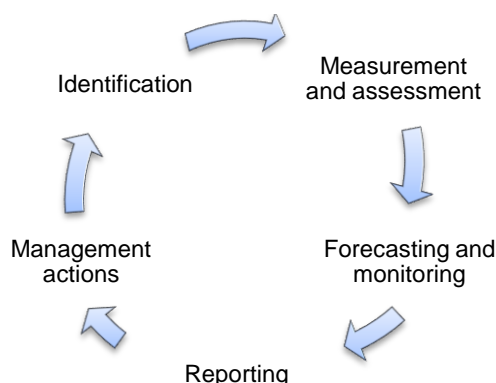 Identification
Measurement
and assessment
Forecasting and
monitoring
Reporting
Management
actions